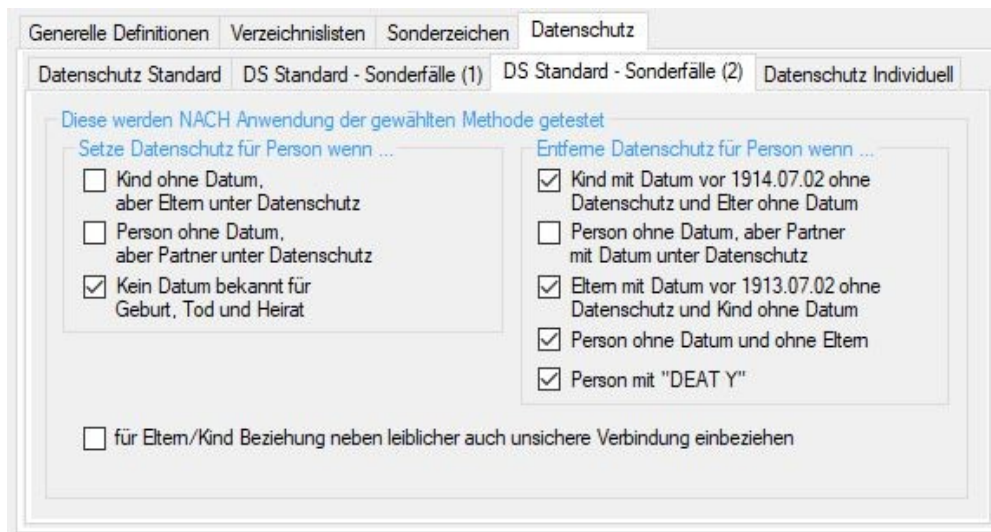 Generelle Definitionen Verzeichnislisten Sonderzeichen Datenschutz
Datenschutz Standard DS Standard - Sonderfälle (1) DS Standard - Sonderfälle (2) Datenschutz Individuell
Diese werden NACH Anwendung der gewählten Methode getestet
Setze Datenschutz für Person wenn ...
Kind ohne Datum,
aber Eltern unter Datenschutz
Person ohne Datum,
aber Partner unter Datenschutz
Kein Datum bekannt für
Geburt, Tod und Heirat
Entferne Datenschutz für Person wenn ...
Kind mit Datum vor 1914.07.02 ohne
Datenschutz und Elter ohne Datum
Person ohne Datum, aber Partner
mit Datum unter Datenschutz
Eltern mit Datum vor 1913.07.02 ohne
Datenschutz und Kind ohne Datum
Person ohne Datum und ohne Eltern
Person mit "DEAT Y"
für Eltern/Kind Beziehung neben leiblicher auch unsichere Verbindung einbeziehen